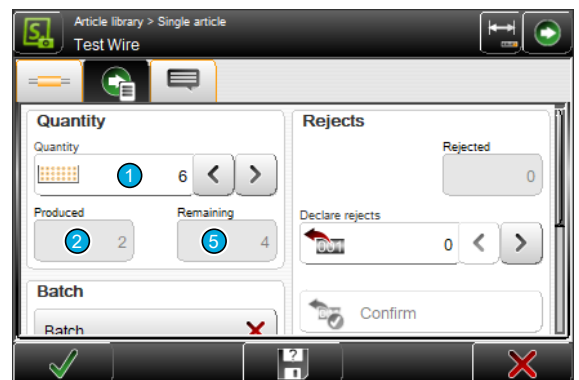 Article library > Single article
Test Wire
Quantity
Quantity
1 6
Produced
2 2
Remaining
5 4
Batch
Batch
Rejects
Rejected
0
Declare rejects
001 0
Confirm
?